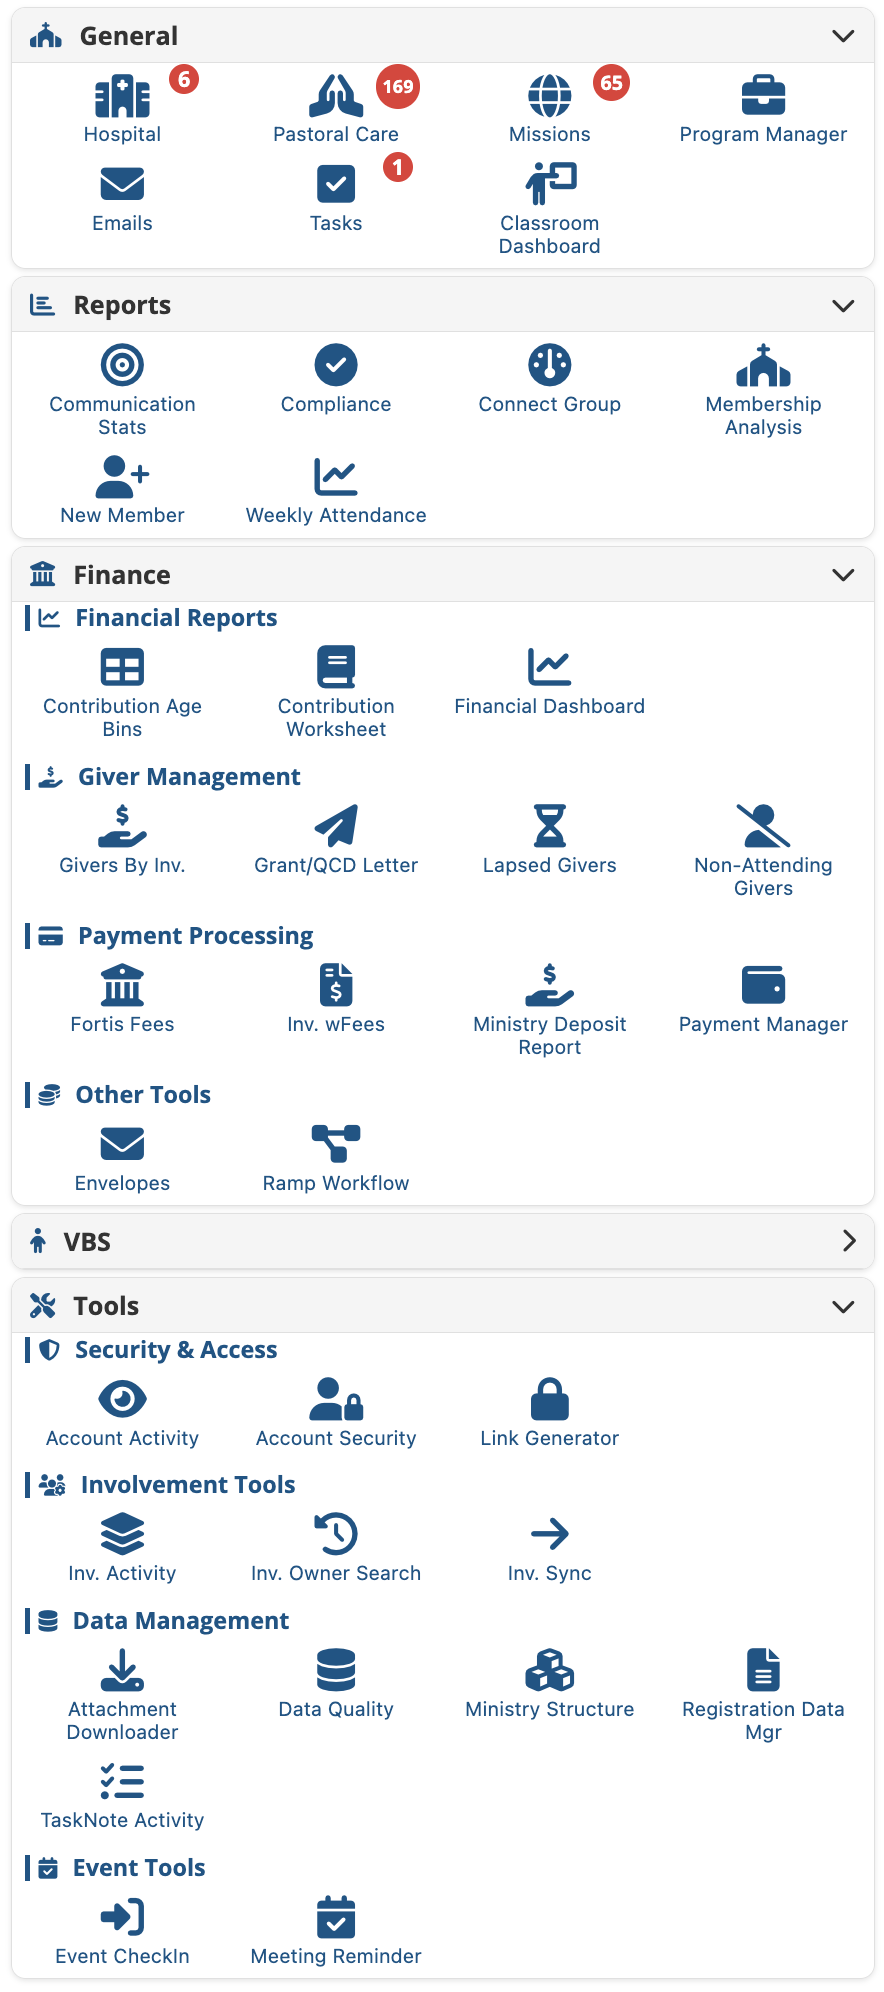 General
6
169
65
Hospital
Pastoral Care
Missions
Program Manager
1
Emails
Tasks
Classroom
Dashboard
Reports
Communication
Stats
Compliance
Connect Group
Membership
Analysis
New Member
Weekly Attendance
Finance
Financial Reports
Contribution Age
Bins
Contribution
Worksheet
Financial Dashboard
Giver Management
Givers By Inv.
Grant/QCD Letter
Lapsed Givers
Non-Attending
Givers
Payment Processing
Fortis Fees
Inv. wFees
Ministry Deposit
Report
Payment Manager
Other Tools
Envelopes
Ramp Workflow
VBS
Tools
Security & Access
Account Activity
Account Security
Link Generator
Involvement Tools
Inv. Activity
Inv. Owner Search
Inv. Sync
Data Management
Attachment
Downloader
Data Quality
Ministry Structure
Registration Data
Mgr
TaskNote Activity
Event Tools
Event CheckIn
Meeting Reminder